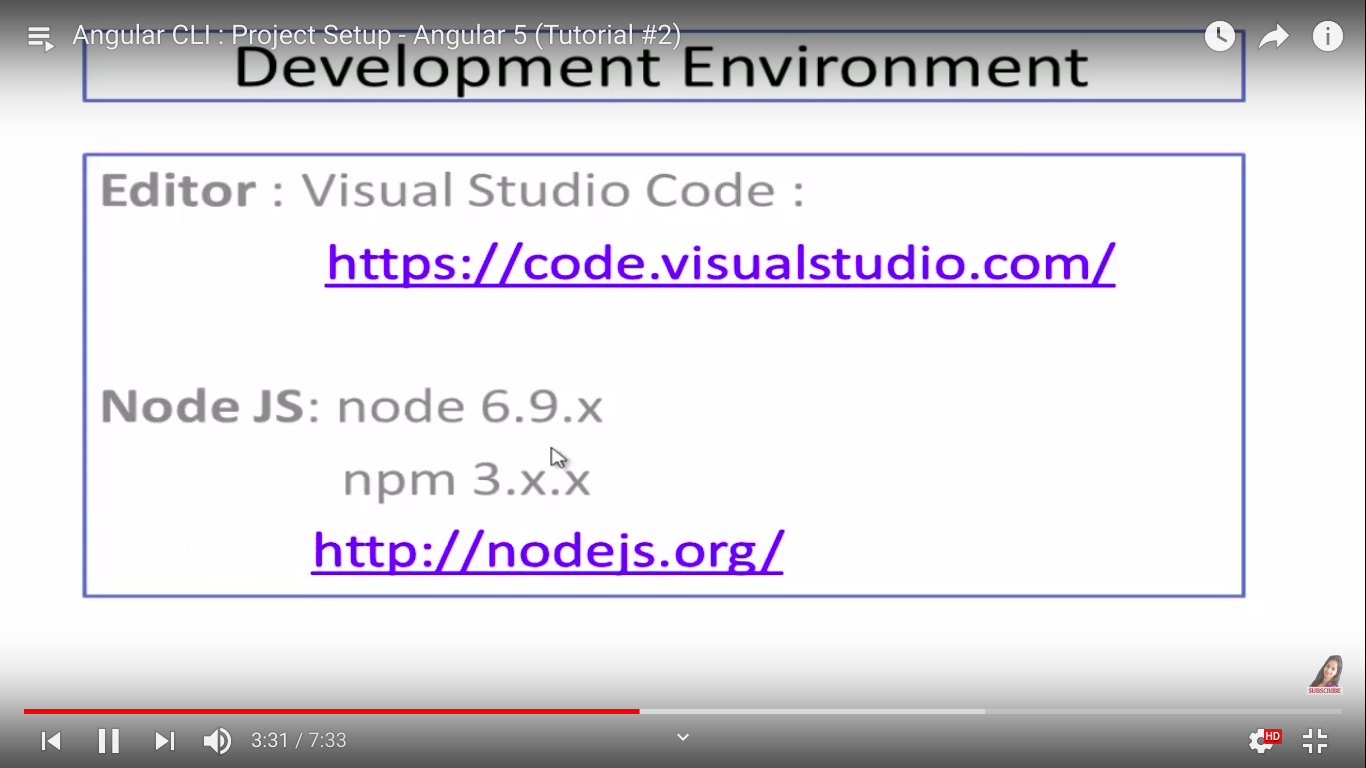 Angular CLI : Project Setup - Angular 5 (Tutorial #2)
Development Environment
Editor : Visual Studio Code :
https://code.visualstudio.com/
Node JS: node 6.9.x
npm 3.x.x
http://nodejs.org/
SUBSCRIBE
3:31 / 7:33
HD